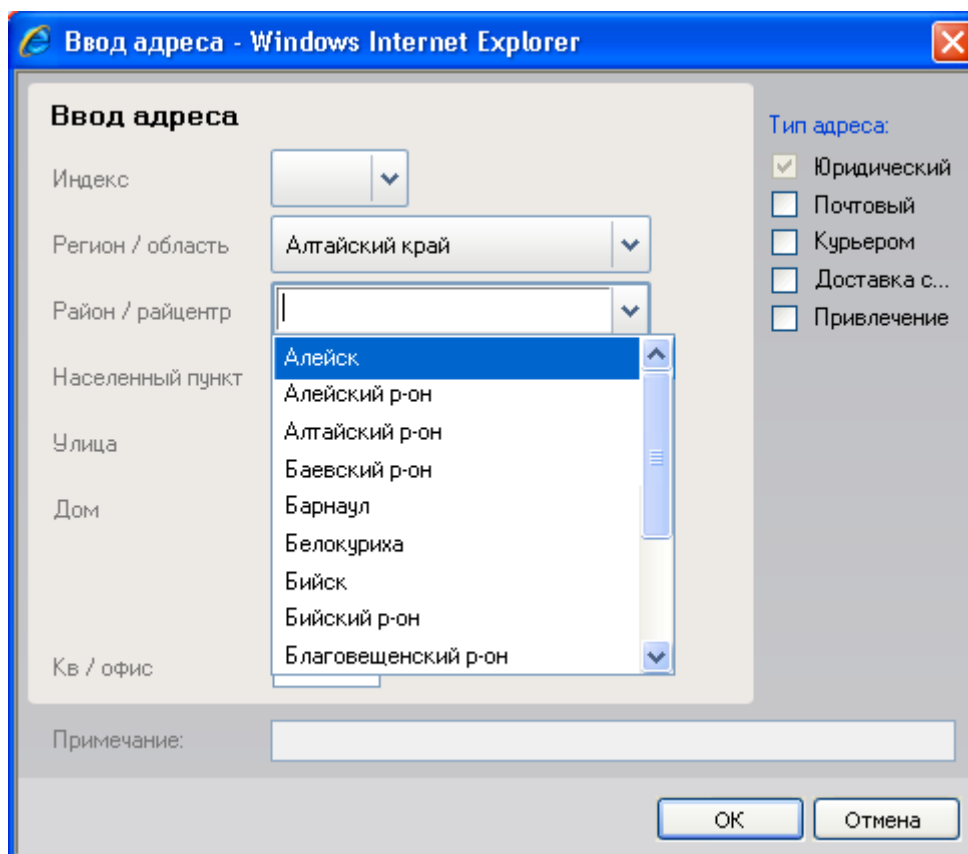 Ввод адреса - Windows Internet Explorer
Ввод адреса
Индекс
Регион / область
Алтайский край
Район / райцентр
Населенный пункт
Улица
Дом
Кв / офис
Алейск
Алейский р-он
Алтайский р-он
Баевский р-он
Барнаул
Белокуриха
Бийск
Бийский р-он
Благовещенский р-он
Тип адреса:
Юридический
Почтовый
Курьером
Доставка с...
Привлечение
Примечание:
ОК
Отмена